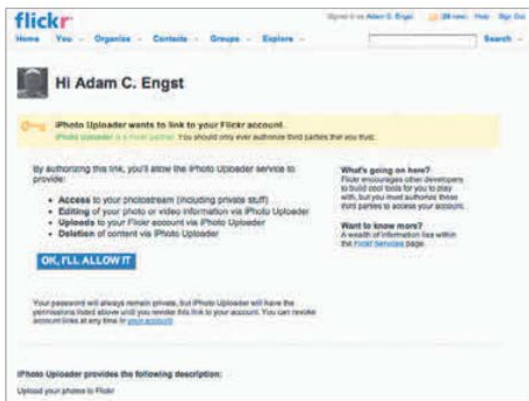 flickr
Signed in as Adam C. Engst (28 new) Help Sign Out
Home You Organize Contacts Groups Explore Search
Hi Adam C. Engst
iPhoto Uploader wants to link to your Flickr account.
iPhoto Uploader is a Flickr partner. You should only ever authorize third parties that you trust.
By authorizing this link, you'll allow the iPhoto Uploader service to
provide:
• Access to your photostream (including private stuff)
• Editing of your photo or video information via iPhoto Uploader
• Uploads to your Flickr account via iPhoto Uploader
• Deletion of content via iPhoto Uploader
OK, I'LL ALLOW IT
Your password will always remain private, but iPhoto Uploader will have the
permissions listed above until you revoke this link to your account. You can revoke
account links at any time in your account.
What's going on here?
Flickr encourages other developers
to build cool tools for you to play
with, but you must authorize these
third parties to access your account.
Want to know more?
A wealth of information lies within
the Flickr Services page.
iPhoto Uploader provides the following description:
Upload your photos to Flickr